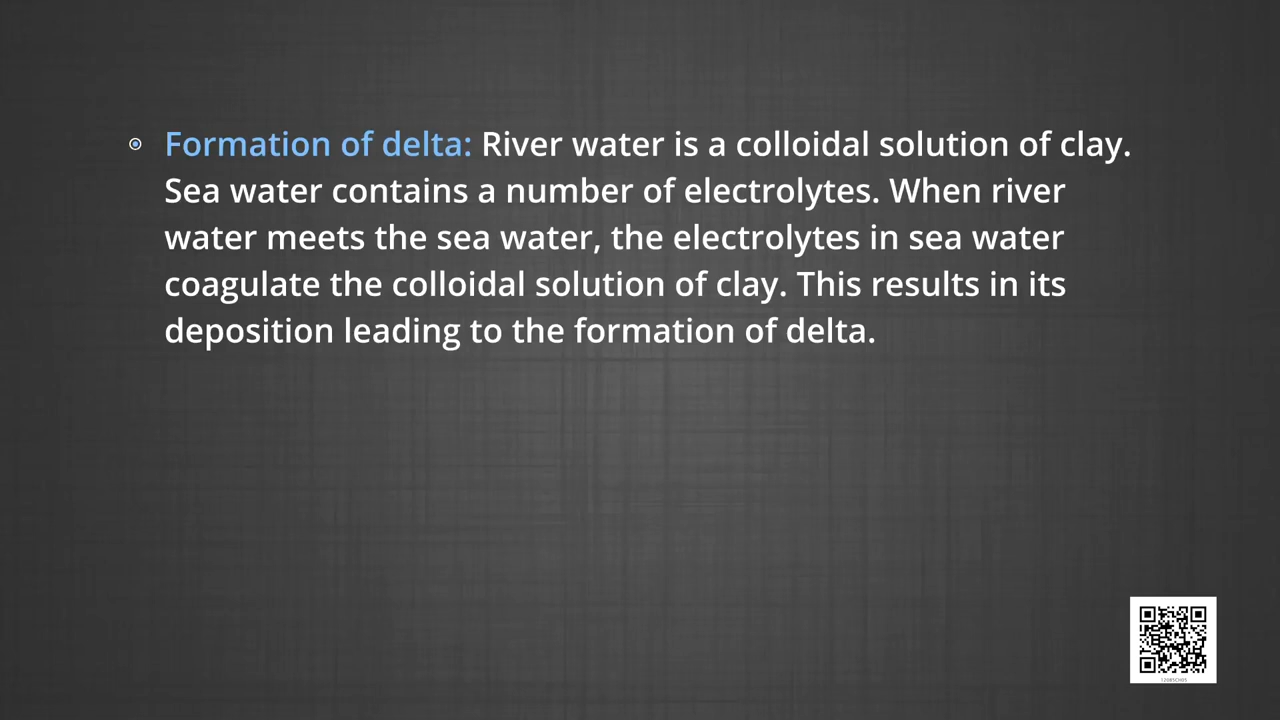 Formation of delta: River water is a colloidal solution of clay.
Sea water contains a number of electrolytes. When river
water meets the sea water, the electrolytes in sea water
coagulate the colloidal solution of clay. This results in its
deposition leading to the formation of delta.
12085CH05